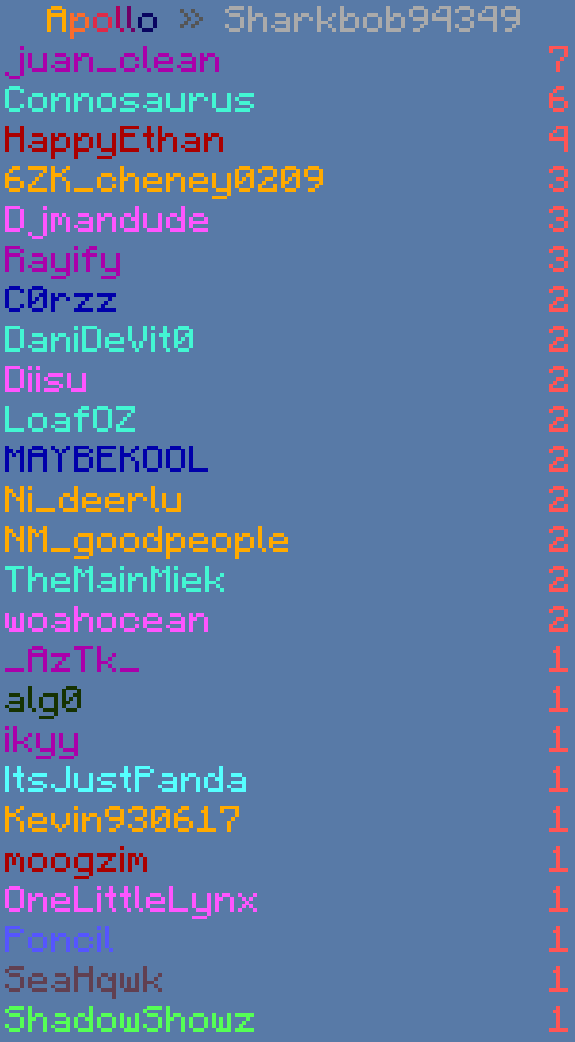 Apollo » Sharkbob94349
juan_clean 7
Connosaurus 6
HappyEthan 4
6ZK_cheney0209 3
Djmandude 3
Rayify 3
C0rzz 2
DaniDeVit0 2
Diisu 2
LoafOZ 2
MAYBEKOOL 2
Ni_deerlu 2
NM_goodpeople 2
TheMainMiek 2
woahocean 2
_AzTk_ 1
alg0 1
ikyy 1
ItsJustPanda 1
Kevin930617 1
moogzim 1
OneLittleLynx 1
Poncil 1
SeaHqwk 1
ShadowShowz 1